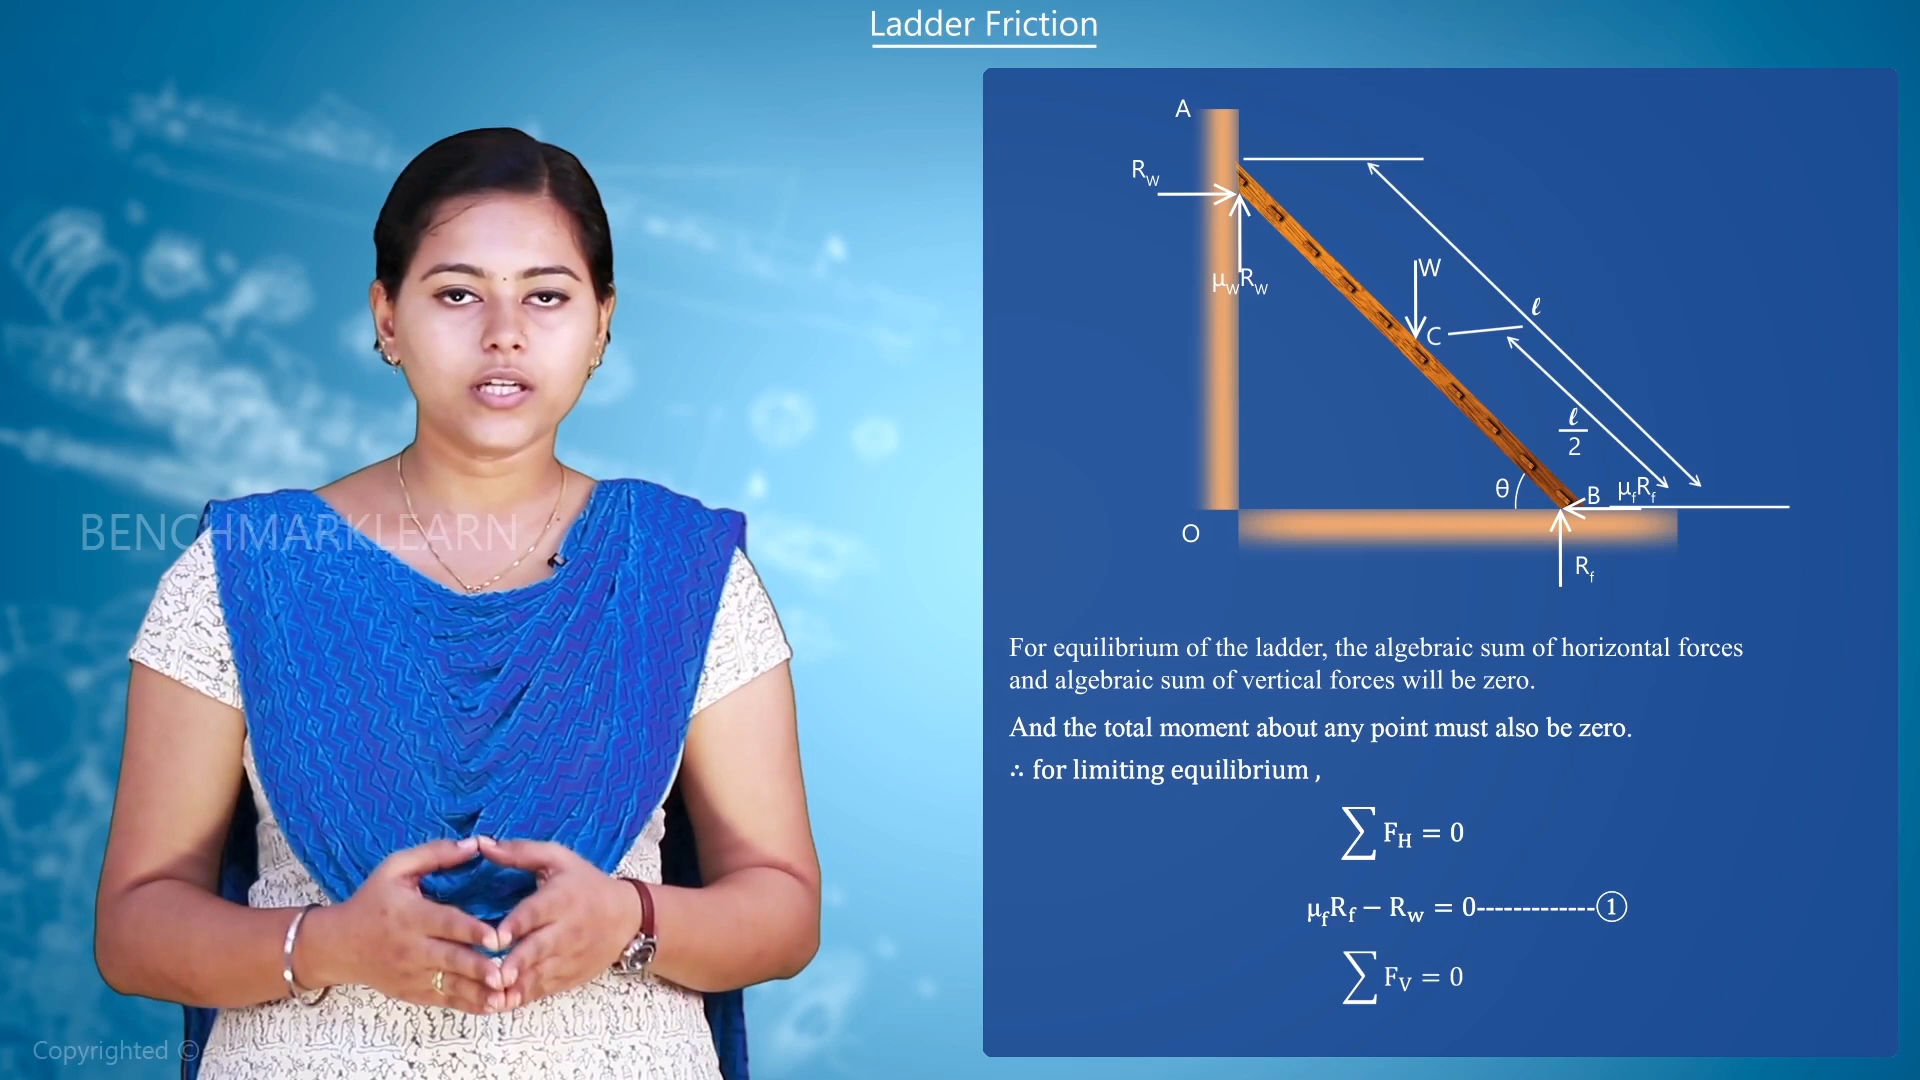 Ladder Friction
A
R_w
μ_wR_w
W
C
ℓ
ℓ/2
θ
B
μ_fR_f
O
R_f
BENCHMARKLEARN
For equilibrium of the ladder, the algebraic sum of horizontal forces
and algebraic sum of vertical forces will be zero.
And the total moment about any point must also be zero.
∴ for limiting equilibrium ,
∑ F_H = 0
μ_fR_f − R_w = 0-------------①
∑ F_V = 0
Copyrighted ©